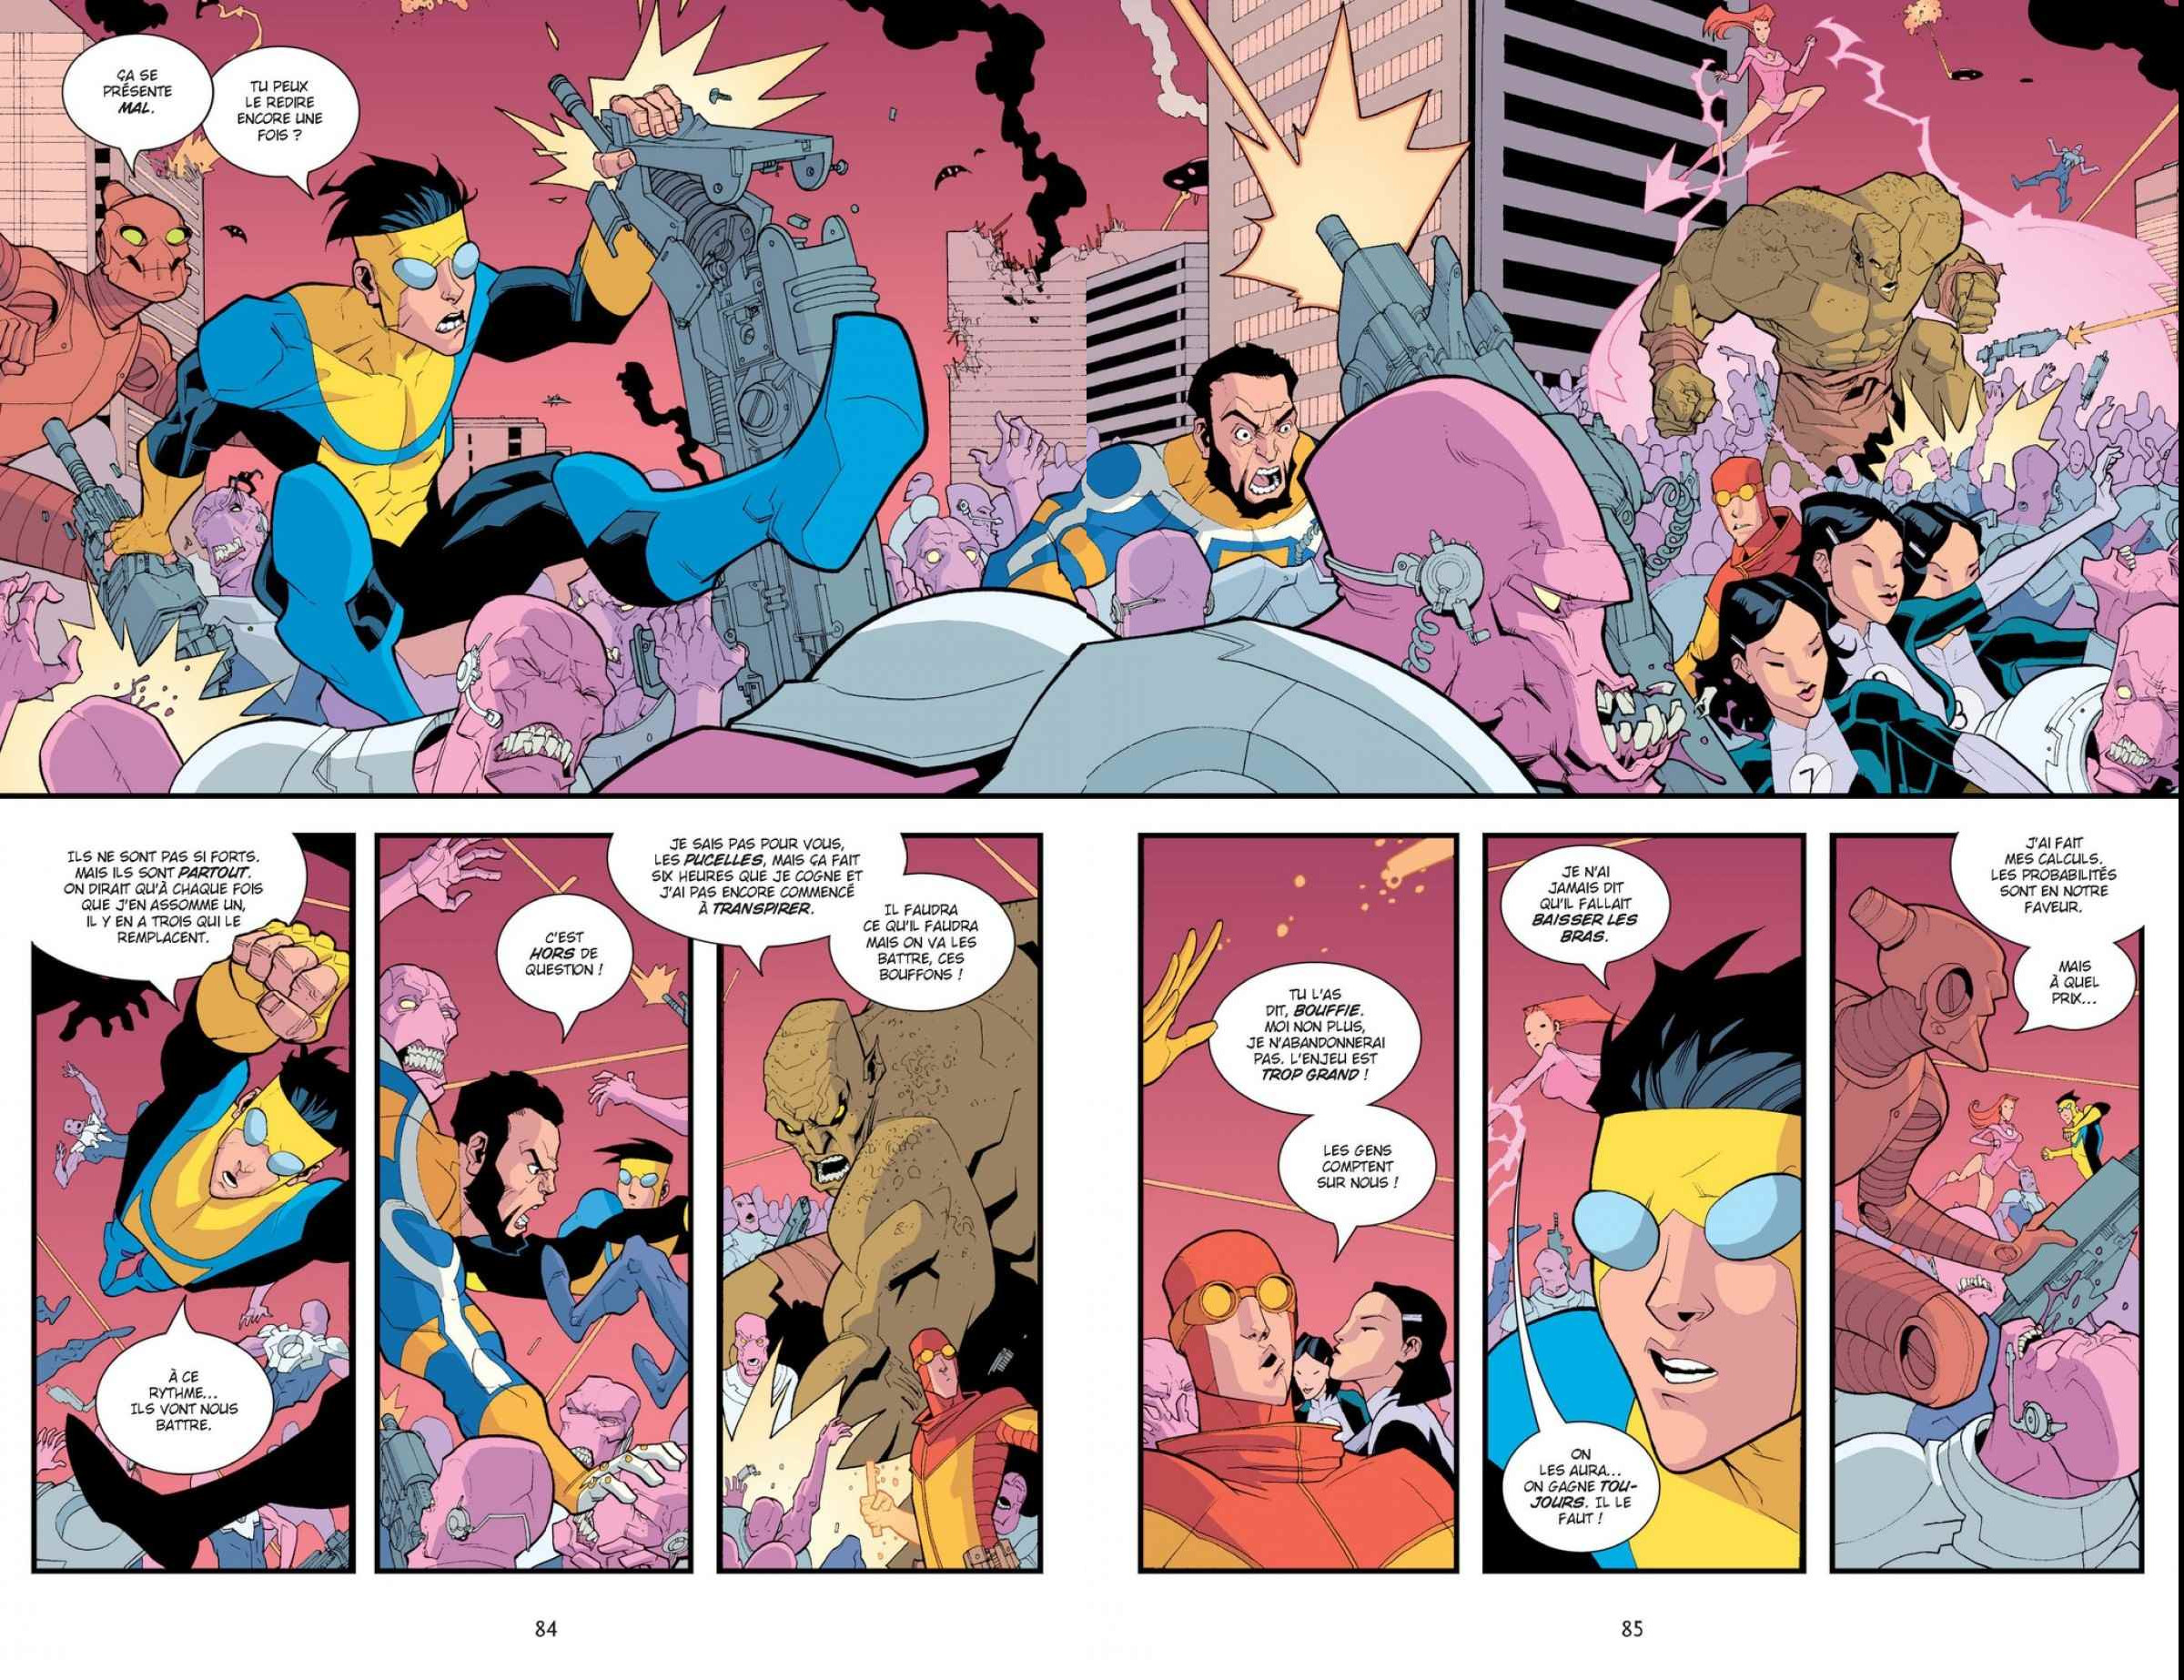 ÇA SE
PRÉSENTE
MAL.
TU PEUX
LE REDIRE
ENCORE UNE
FOIS ?
7
ILS NE SONT PAS SI FORTS.
MAIS ILS SONT PARTOUT.
ON DIRAIT QU'À CHAQUE FOIS
QUE J'EN ASSOMME UN,
IL Y EN A TROIS QUI LE
REMPLACENT.
À CE
RYTHME...
ILS VONT NOUS
BATTRE.
C'EST
HORS DE
QUESTION !
JE SAIS PAS POUR VOUS,
LES PUCELLES, MAIS ÇA FAIT
SIX HEURES QUE JE COGNE ET
J'AI PAS ENCORE COMMENCÉ
À TRANSPIRER.
IL FAUDRA
CE QU'IL FAUDRA
MAIS ON VA LES
BATTRE, CES
BOUFFONS !
TU L'AS
DIT, BOUFFIE.
MOI NON PLUS,
JE N'ABANDONNERAI
PAS. L'ENJEU EST
TROP GRAND !
LES GENS
COMPTENT
SUR NOUS !
JE N'AI
JAMAIS DIT
QU'IL FALLAIT
BAISSER LES
BRAS.
ON
LES AURA...
ON GAGNE TOU-
JOURS. IL LE
FAUT !
J'AI FAIT
MES CALCULS.
LES PROBABILITÉS
SONT EN NOTRE
FAVEUR.
MAIS
À QUEL
PRIX...
84
85